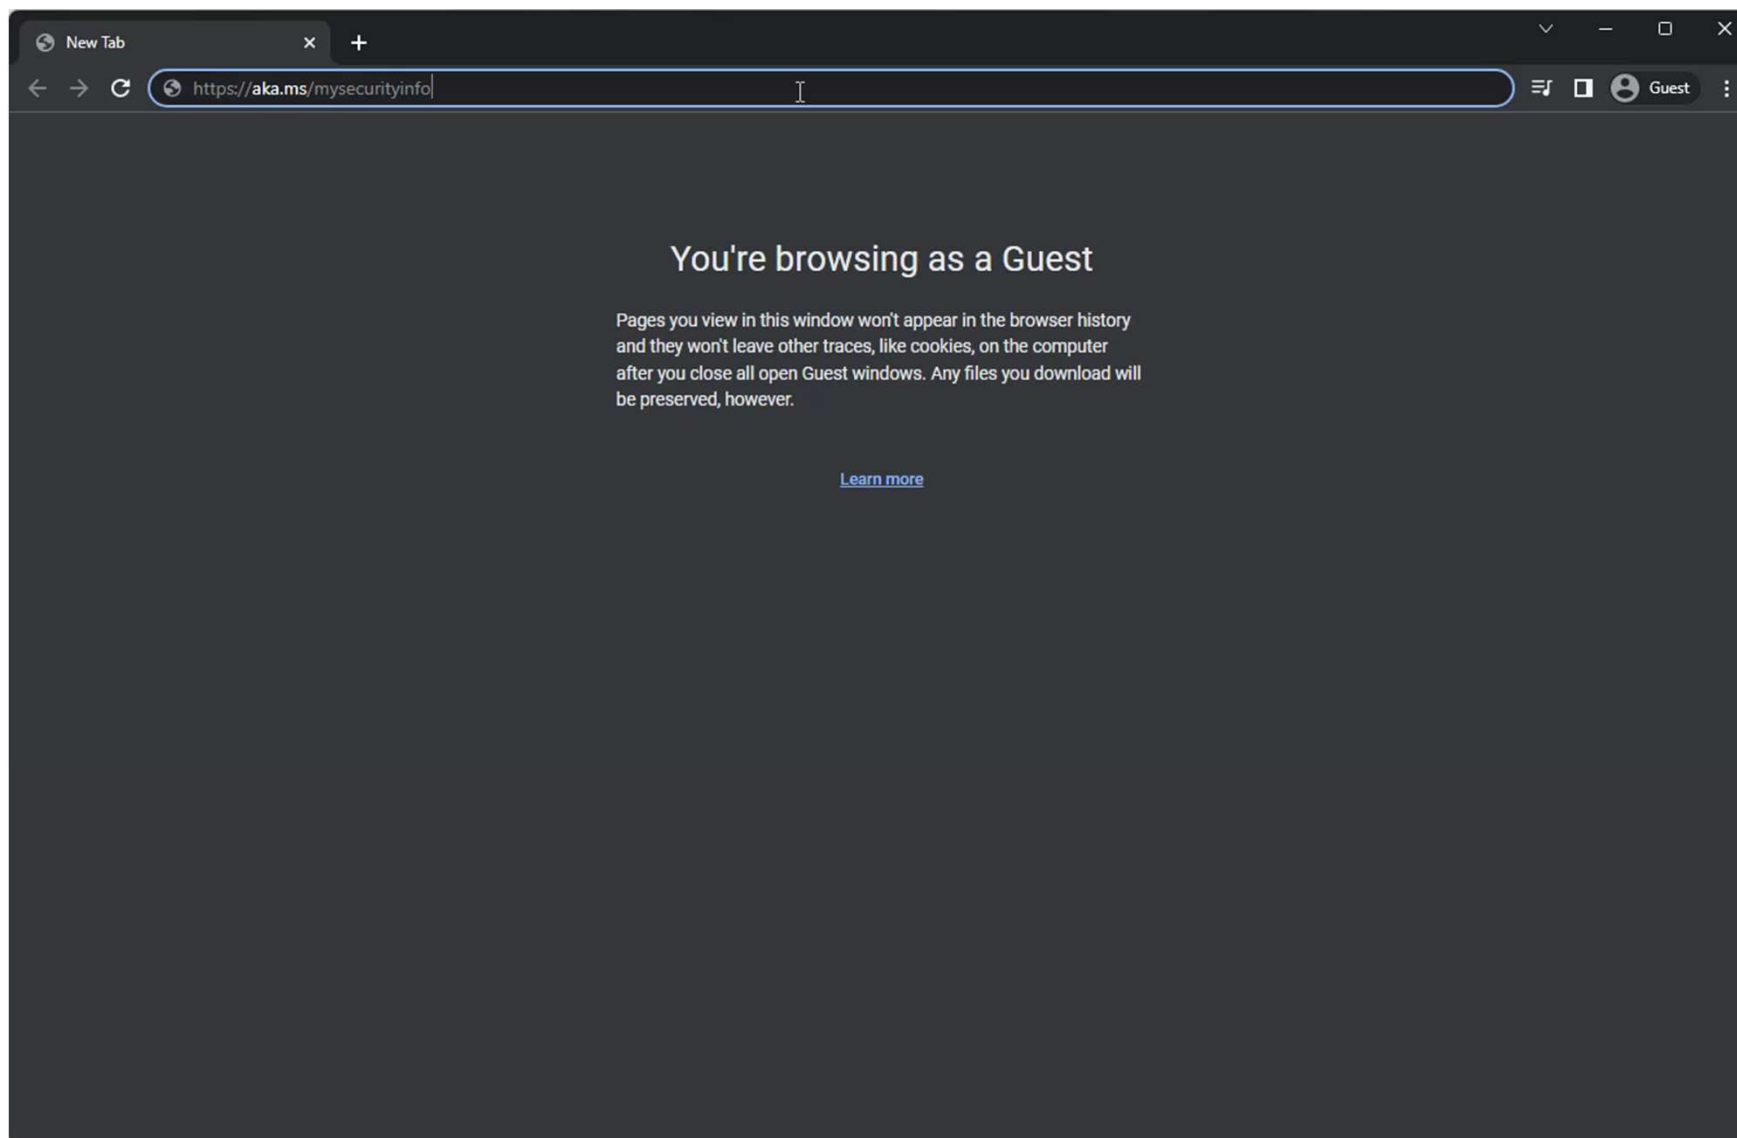 New Tab
https://aka.ms/mysecurityinfo
Guest
You're browsing as a Guest
Pages you view in this window won't appear in the browser history
and they won't leave other traces, like cookies, on the computer
after you close all open Guest windows. Any files you download will
be preserved, however.
Learn more